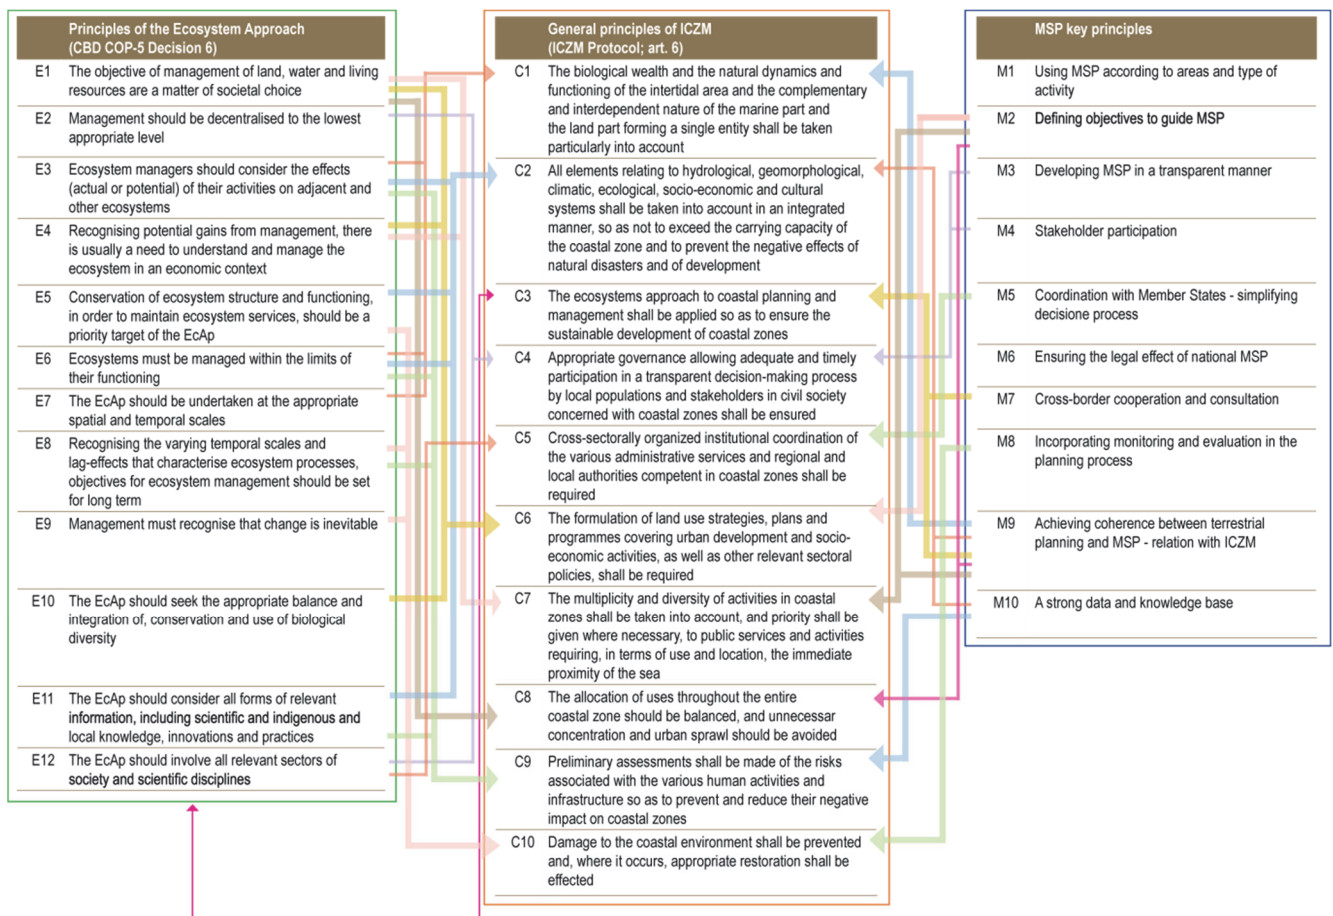 Principles of the Ecosystem Approach
(CBD COP-5 Decision 6)
E1 The objective of management of land, water and living
resources are a matter of societal choice
E2 Management should be decentralised to the lowest
appropriate level
E3 Ecosystem managers should consider the effects
(actual or potential) of their activities on adjacent and
other ecosystems
E4 Recognising potential gains from management, there
is usually a need to understand and manage the
ecosystem in an economic context
E5 Conservation of ecosystem structure and functioning,
in order to maintain ecosystem services, should be a
priority target of the EcAp
E6 Ecosystems must be managed within the limits of
their functioning
E7 The EcAp should be undertaken at the appropriate
spatial and temporal scales
E8 Recognising the varying temporal scales and
lag-effects that characterise ecosystem processes,
objectives for ecosystem management should be set
for long term
E9 Management must recognise that change is inevitable
E10 The EcAp should seek the appropriate balance and
integration of, conservation and use of biological
diversity
E11 The EcAp should consider all forms of relevant
information, including scientific and indigenous and
local knowledge, innovations and practices
E12 The EcAp should involve all relevant sectors of
society and scientific disciplines
General principles of ICZM
(ICZM Protocol; art. 6)
C1 The biological wealth and the natural dynamics and
functioning of the intertidal area and the complementary
and interdependent nature of the marine part and
the land part forming a single entity shall be taken
particularly into account
C2 All elements relating to hydrological, geomorphological,
climatic, ecological, socio-economic and cultural
systems shall be taken into account in an integrated
manner, so as not to exceed the carrying capacity of
the coastal zone and to prevent the negative effects of
natural disasters and of development
C3 The ecosystems approach to coastal planning and
management shall be applied so as to ensure the
sustainable development of coastal zones
C4 Appropriate governance allowing adequate and timely
participation in a transparent decision-making process
by local populations and stakeholders in civil society
concerned with coastal zones shall be ensured
C5 Cross-sectorally organized institutional coordination of
the various administrative services and regional and
local authorities competent in coastal zones shall be
required
C6 The formulation of land use strategies, plans and
programmes covering urban development and socio-
economic activities, as well as other relevant sectoral
policies, shall be required
C7 The multiplicity and diversity of activities in coastal
zones shall be taken into account, and priority shall be
given where necessary, to public services and activities
requiring, in terms of use and location, the immediate
proximity of the sea
C8 The allocation of uses throughout the entire
coastal zone should be balanced, and unnecessar
concentration and urban sprawl should be avoided
C9 Preliminary assessments shall be made of the risks
associated with the various human activities and
infrastructure so as to prevent and reduce their negative
impact on coastal zones
C10 Damage to the coastal environment shall be prevented
and, where it occurs, appropriate restoration shall be
effected
MSP key principles
M1 Using MSP according to areas and type of
activity
M2 Defining objectives to guide MSP
M3 Developing MSP in a transparent manner
M4 Stakeholder participation
M5 Coordination with Member States - simplifying
decisione process
M6 Ensuring the legal effect of national MSP
M7 Cross-border cooperation and consultation
M8 Incorporating monitoring and evaluation in the
planning process
M9 Achieving coherence between terrestrial
planning and MSP - relation with ICZM
M10 A strong data and knowledge base